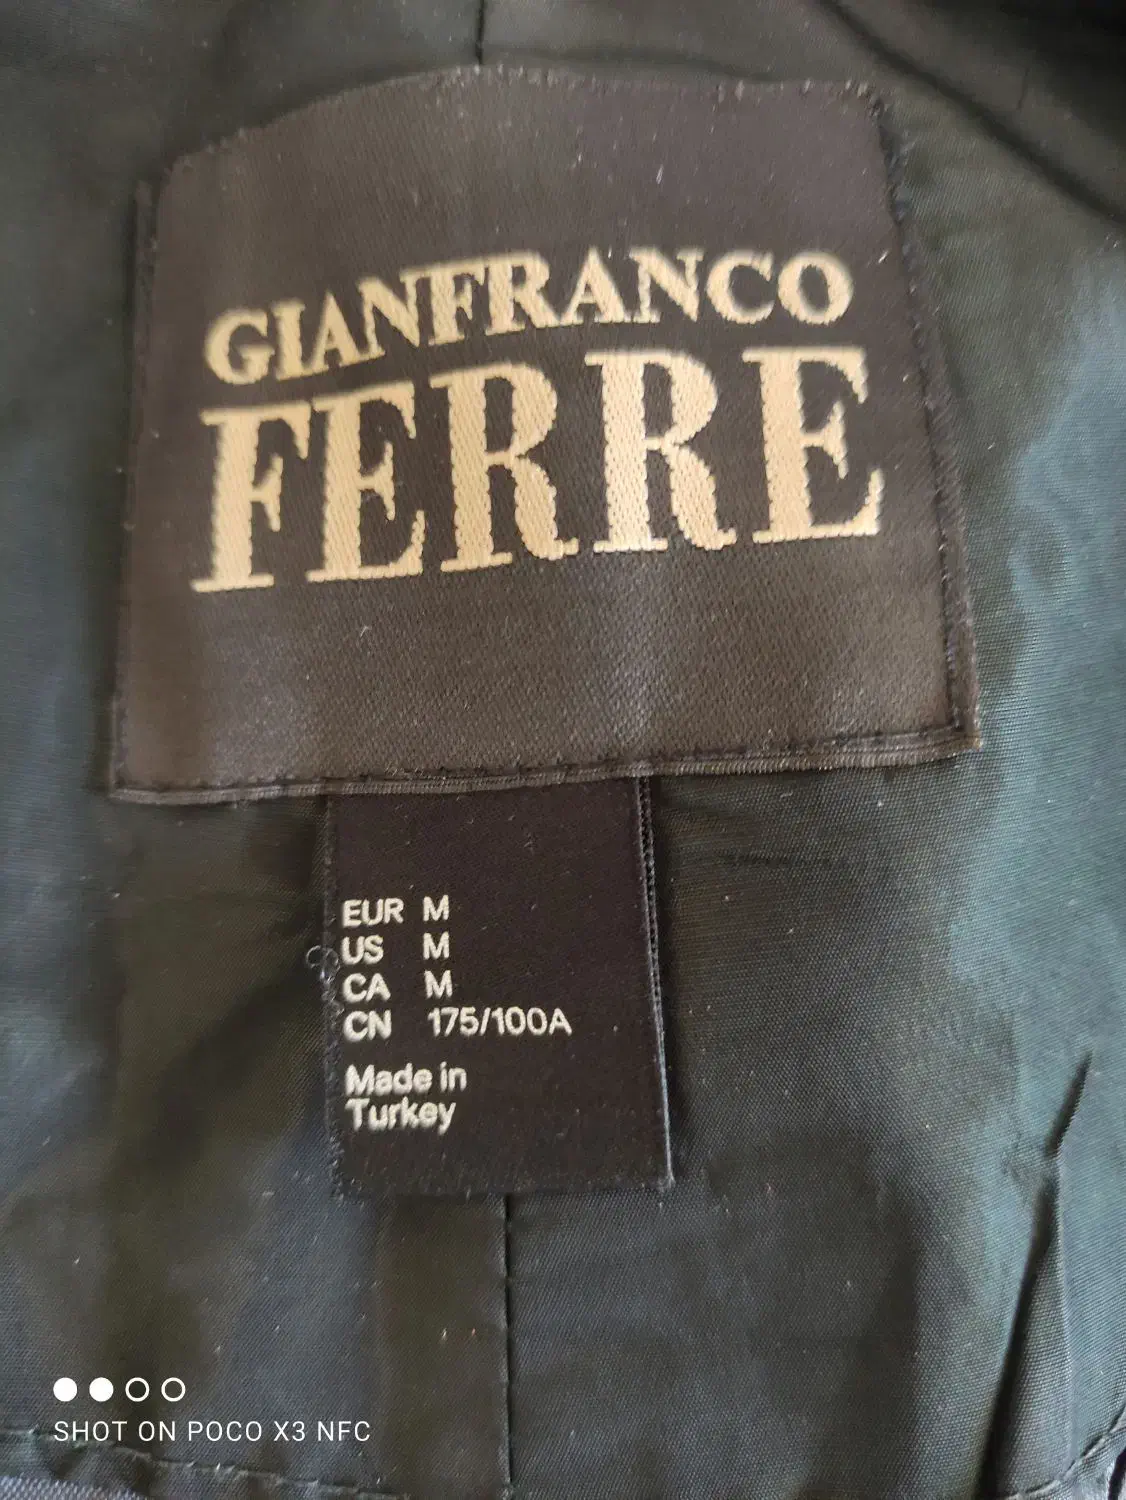 GIANFRANCO
FERRE
EUR M
US M
CA M
CN 175/100A
Made in
Turkey
SHOT ON POCO X3 NFC